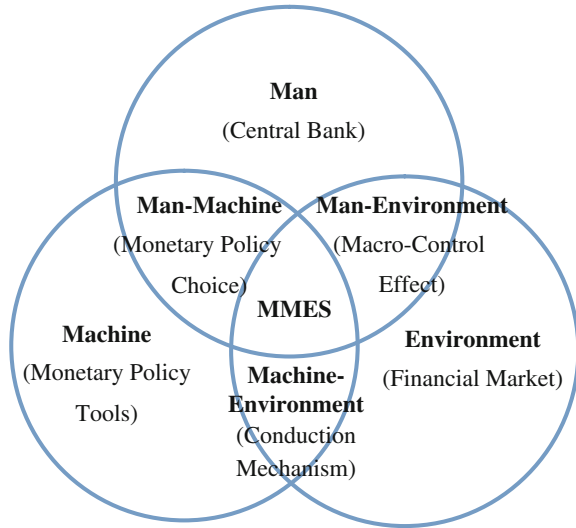 Man
(Central Bank)
Man-Machine
(Monetary Policy
Choice)
Man-Environment
(Macro-Control
Effect)
MMES
Machine
(Monetary Policy
Tools)
Environment
(Financial Market)
Machine-
Environment
(Conduction
Mechanism)